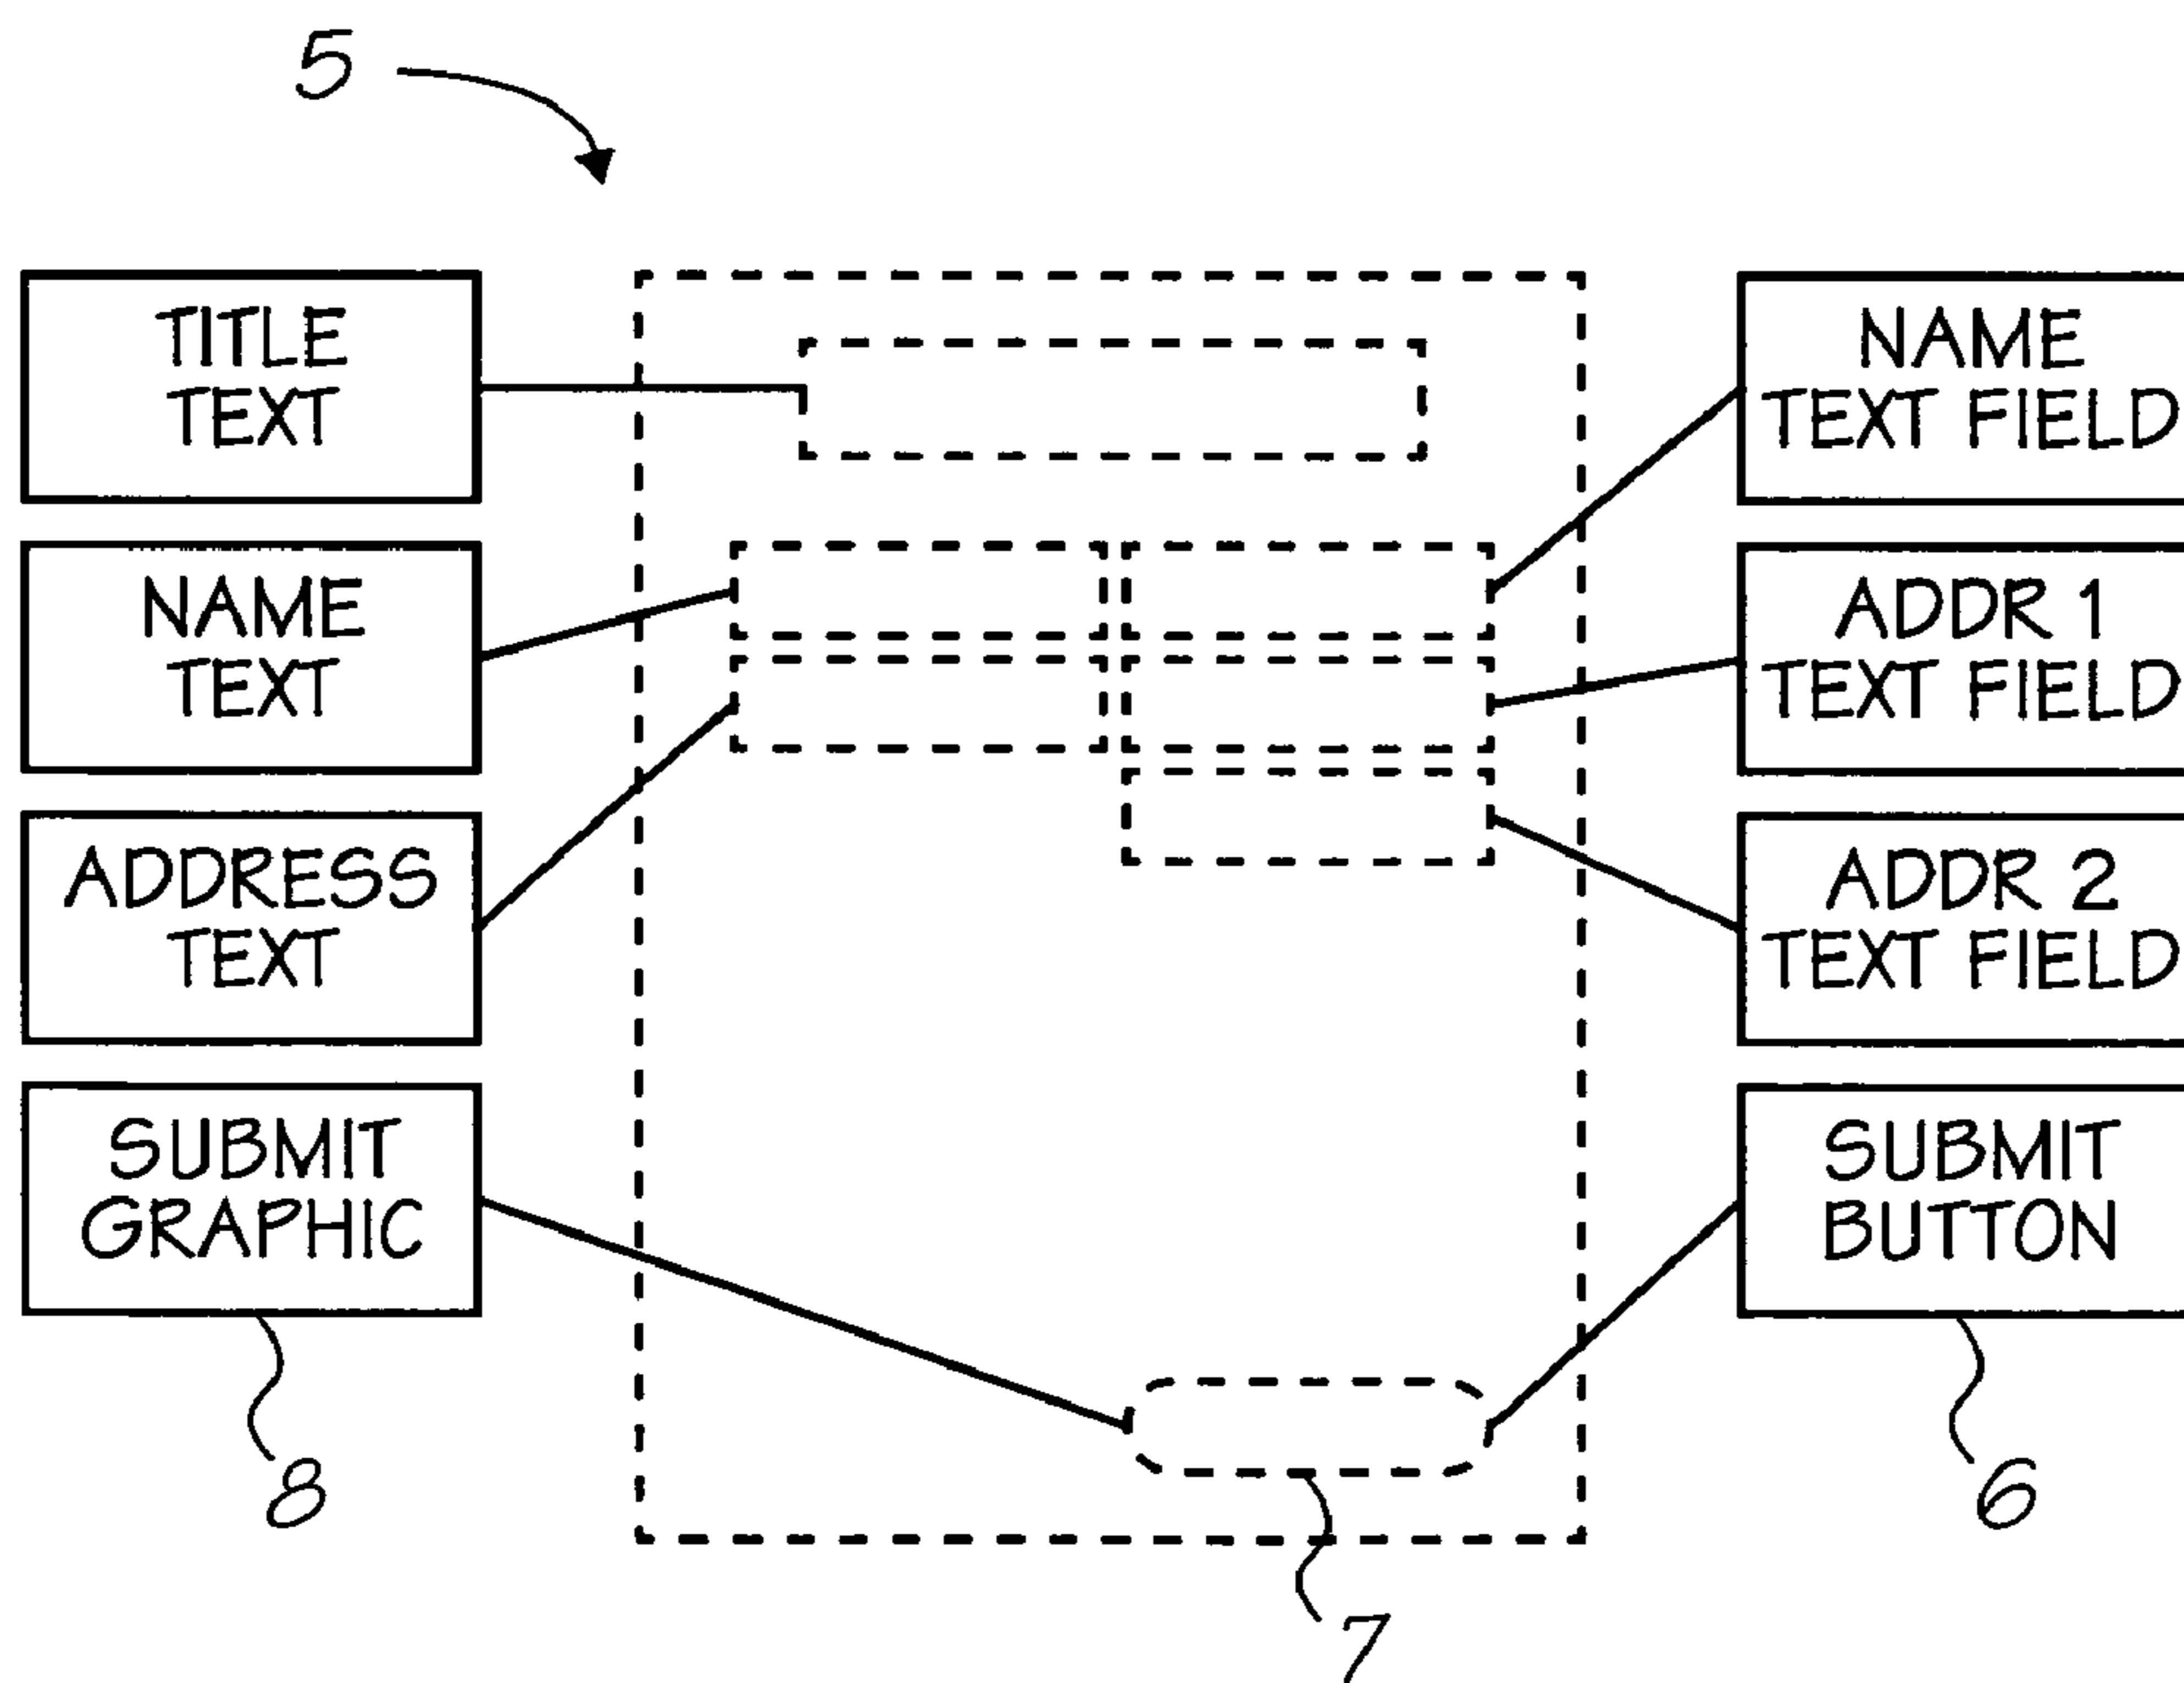 5
TITLE
TEXT
NAME
TEXT
ADDRESS
TEXT
SUBMIT
GRAPHIC
8
NAME
TEXT FIELD
ADDR 1
TEXT FIELD
ADDR 2
TEXT FIELD
SUBMIT
BUTTON
6
7